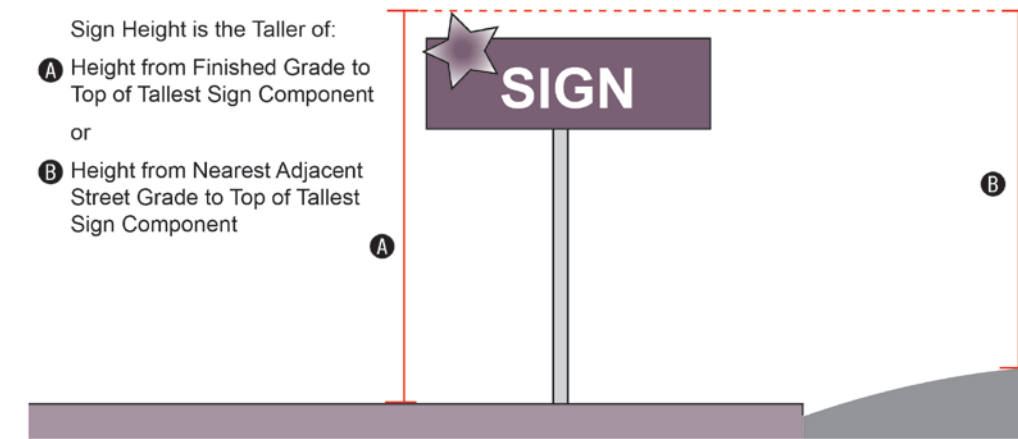 Sign Height is the Taller of:
A Height from Finished Grade to
Top of Tallest Sign Component
or
B Height from Nearest Adjacent
Street Grade to Top of Tallest
Sign Component
SIGN
A
B